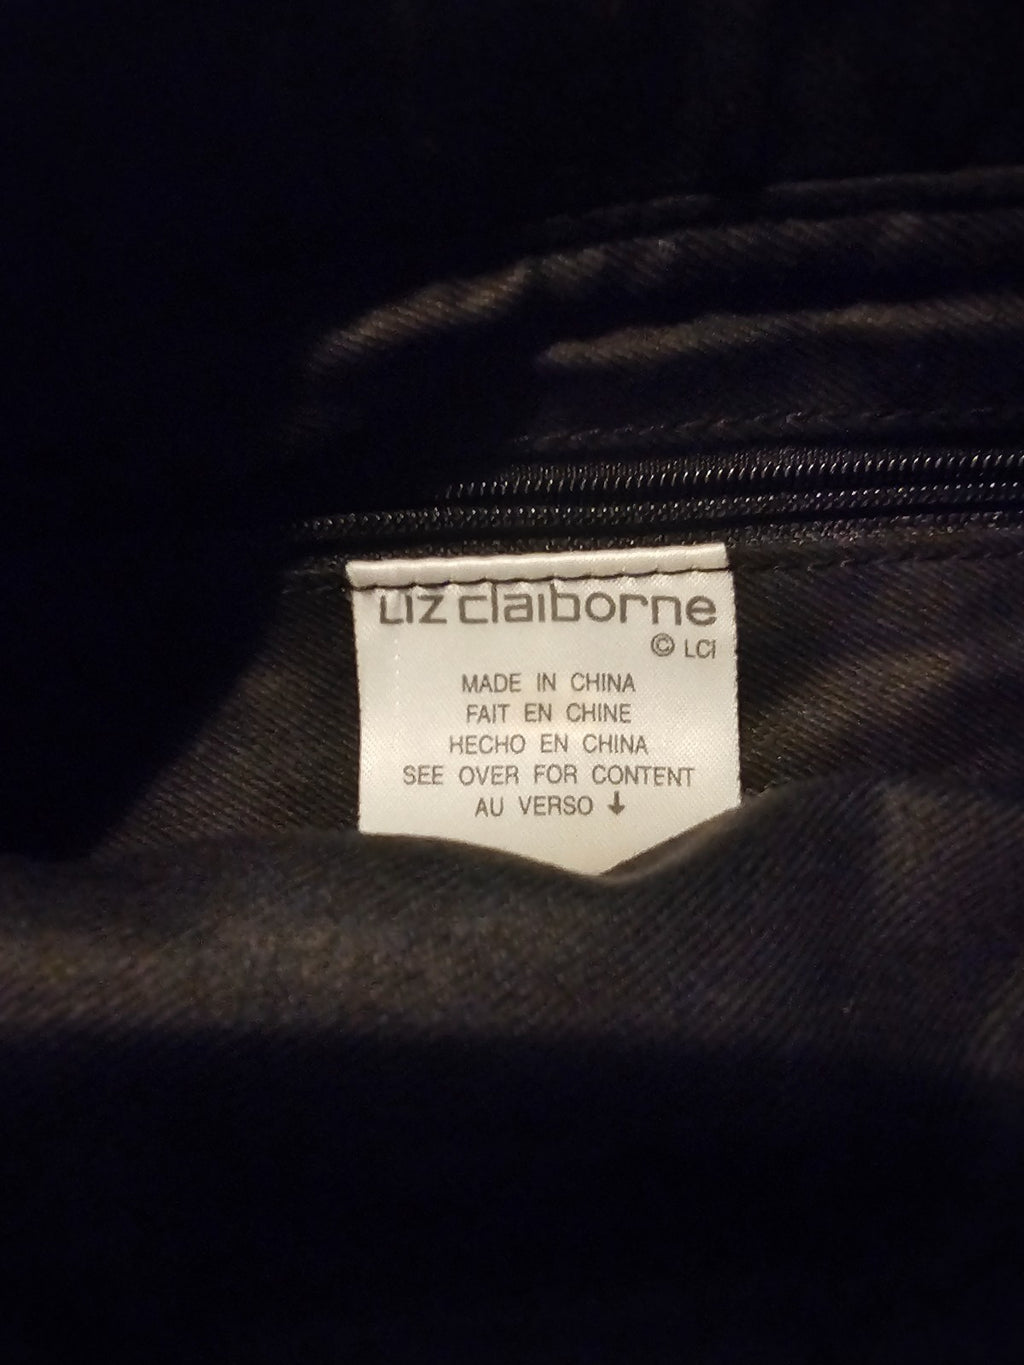 Liz claiborne
© LCI
MADE IN CHINA
FAIT EN CHINE
HECHO EN CHINA
SEE OVER FOR CONTENT
AU VERSO ↓